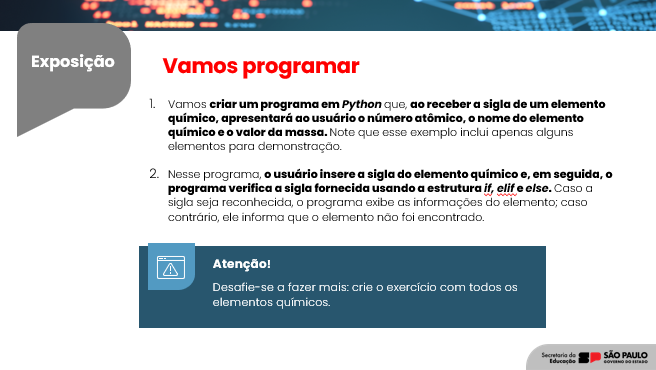 Exposição
Vamos programar
1. Vamos criar um programa em Python que, ao receber a sigla de um elemento
químico, apresentará ao usuário o número atômico, o nome do elemento
químico e o valor da massa. Note que esse exemplo inclui apenas alguns
elementos para demonstração.
2. Nesse programa, o usuário insere a sigla do elemento químico e, em seguida, o
programa verifica a sigla fornecida usando a estrutura if, elif e else. Caso a
sigla seja reconhecida, o programa exibe as informações do elemento; caso
contrário, ele informa que o elemento não foi encontrado.
Atenção!
Desafie-se a fazer mais: crie o exercício com todos os
elementos químicos.
Secretaria da
Educação
SÃO PAULO
GOVERNO DO ESTADO